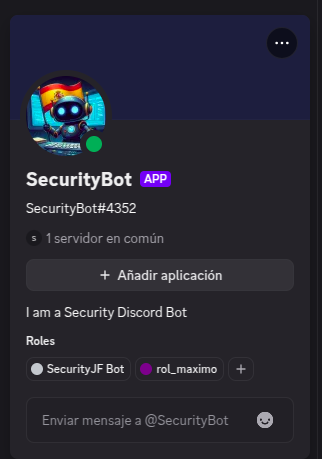 SecurityBot APP
SecurityBot#4352
s 1 servidor en común
+ Añadir aplicación
I am a Security Discord Bot
Roles
SecurityJF Bot rol_maximo +
Enviar mensaje a @SecurityBot